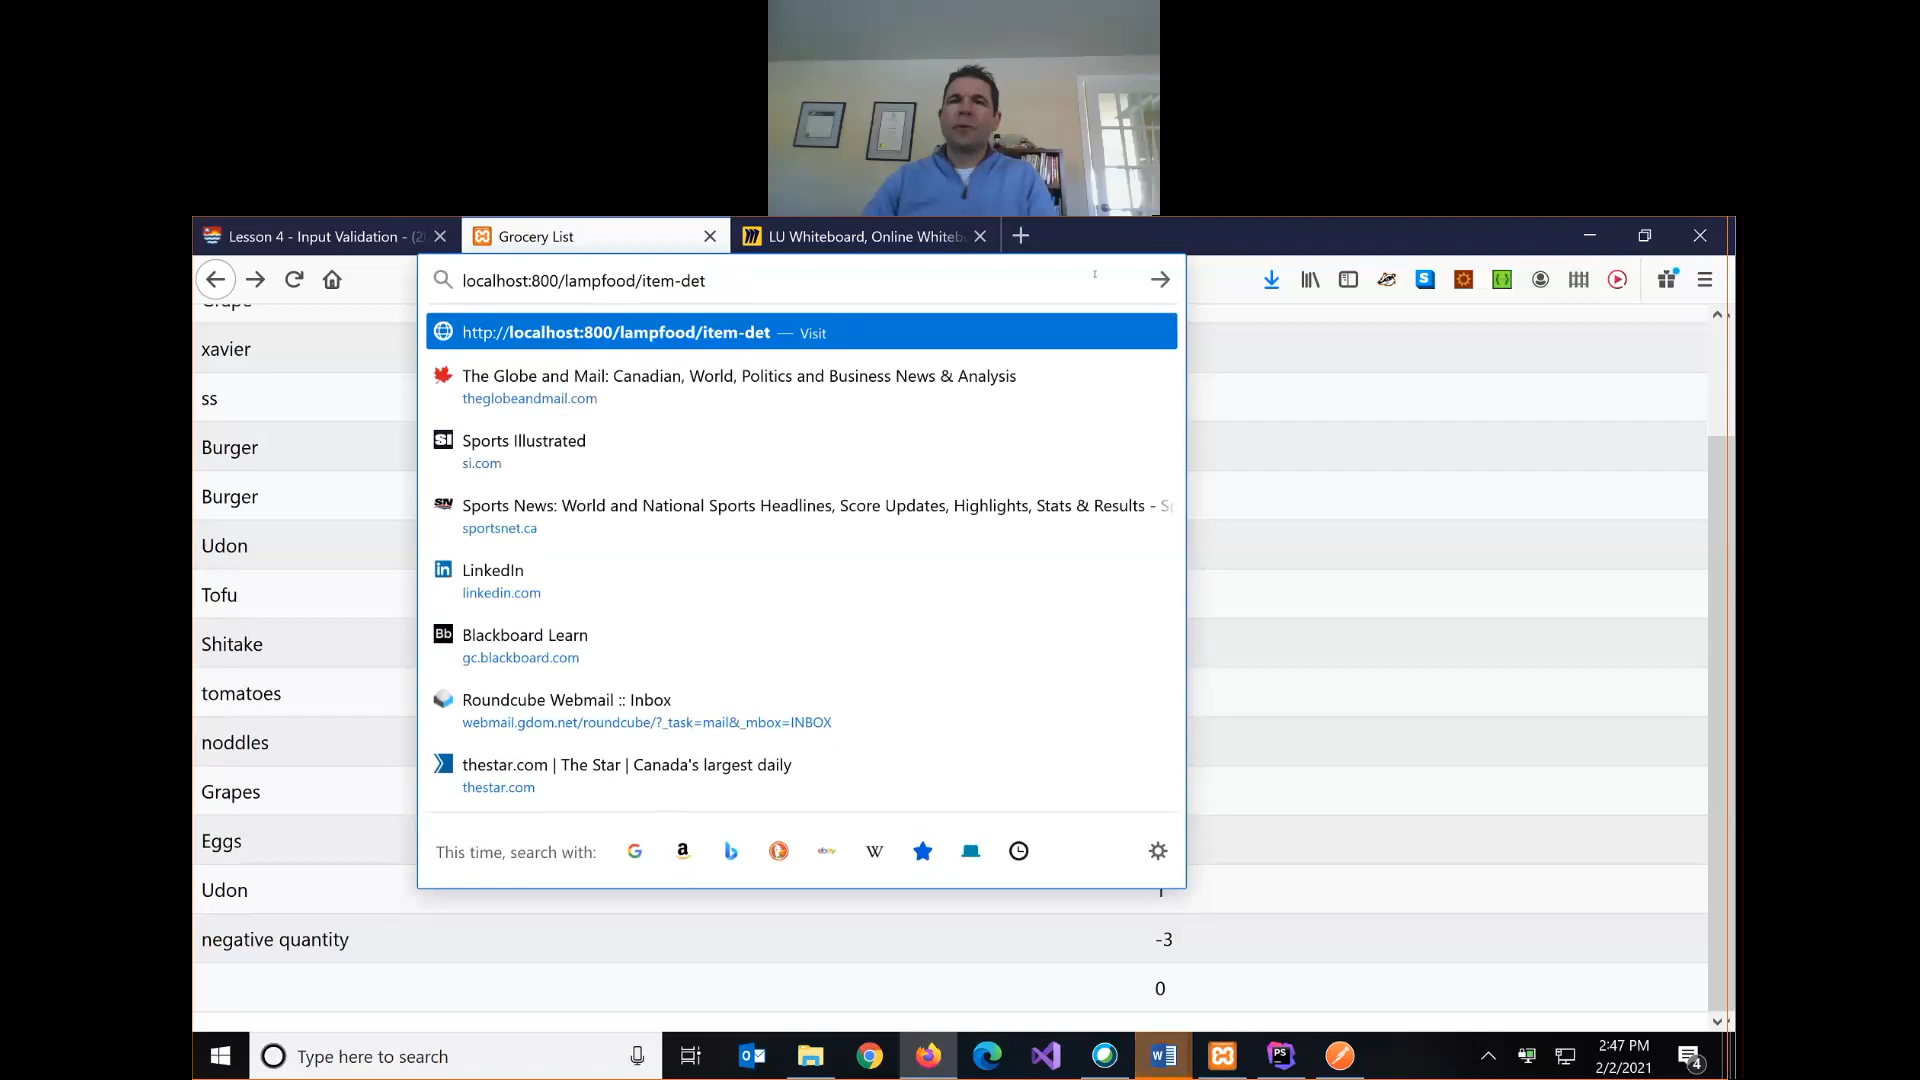 Lesson 4 - Input Validation - (2
Grocery List
LU Whiteboard, Online Whiteb
localhost:800/lampfood/item-det
http://localhost:800/lampfood/item-det — Visit
The Globe and Mail: Canadian, World, Politics and Business News & Analysis
theglobeandmail.com
Sports Illustrated
si.com
Sports News: World and National Sports Headlines, Score Updates, Highlights, Stats & Results - Sp
sportsnet.ca
LinkedIn
linkedin.com
Blackboard Learn
gc.blackboard.com
Roundcube Webmail :: Inbox
webmail.gdom.net/roundcube/?_task=mail&_mbox=INBOX
thestar.com | The Star | Canada's largest daily
thestar.com
This time, search with:
Grape
xavier
ss
Burger
Burger
Udon
Tofu
Shitake
tomatoes
noddles
Grapes
Eggs
Udon 1
negative quantity -3
0
Type here to search
2:47 PM
2/2/2021
4